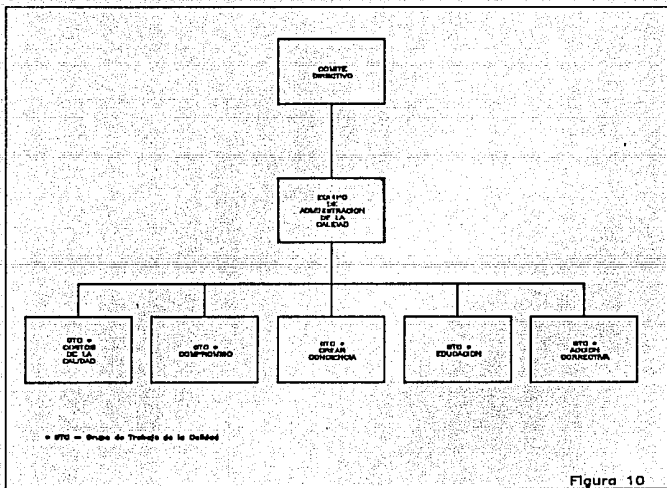 COMITE
DIRECTIVO
EQUIPO
DE
ADMINISTRACION
DE LA
CALIDAD
GTC *
COSTOS
DE LA
CALIDAD
GTC *
COMPROMISO
GTC *
CREAR
CONCIENCIA
GTC *
EDUCACION
GTC *
ACCION
CORRECTIVA
* GTC = Grupo de Trabajo de la Calidad
Figura 10